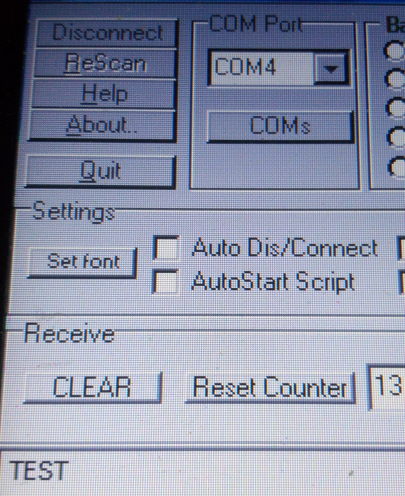 Disconnect
ReScan
Help
About..
Quit
COM Port
COM4
COMs
Settings
Set font
Auto Dis/Connect
AutoStart Script
Receive
CLEAR
Reset Counter
13
TEST